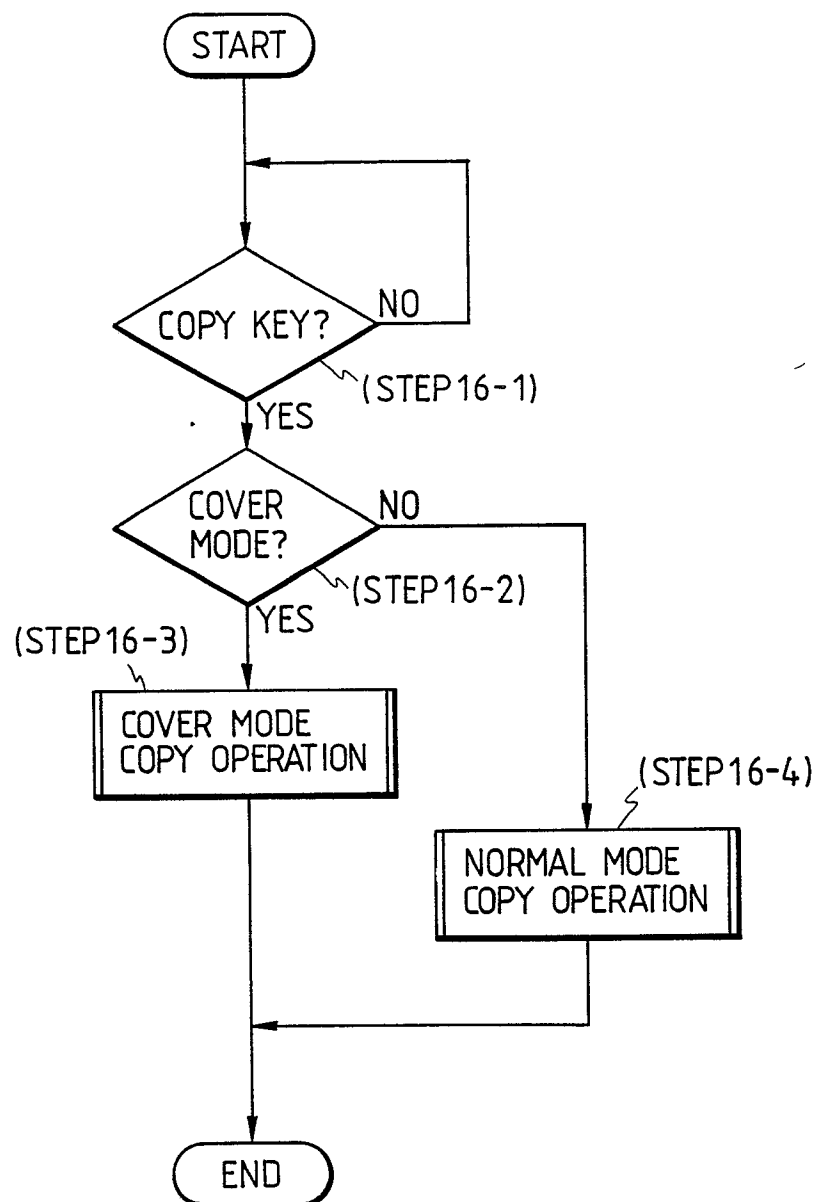 START
COPY KEY?
NO
(STEP16-1)
YES
COVER
MODE?
NO
(STEP16-2)
YES
(STEP16-3)
COVER MODE
COPY OPERATION
(STEP16-4)
NORMAL MODE
COPY OPERATION
END